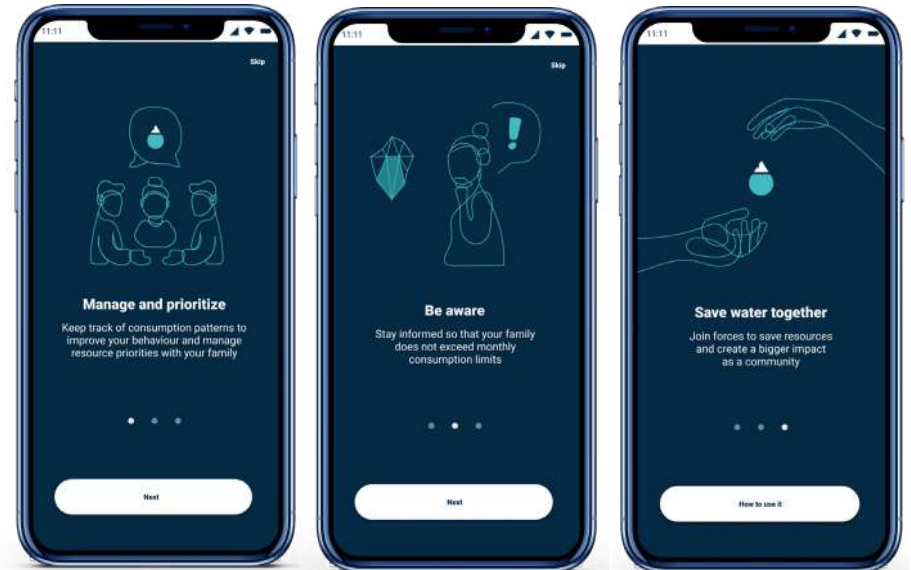 11:11
Skip
Manage and prioritize
Keep track of consumption patterns to
improve your behaviour and manage
resource priorities with your family
Next
11:11
Skip
!
Be aware
Stay informed so that your family
does not exceed monthly
consumption limits
Next
11:11
Save water together
Join forces to save resources
and create a bigger impact
as a community
How to use it